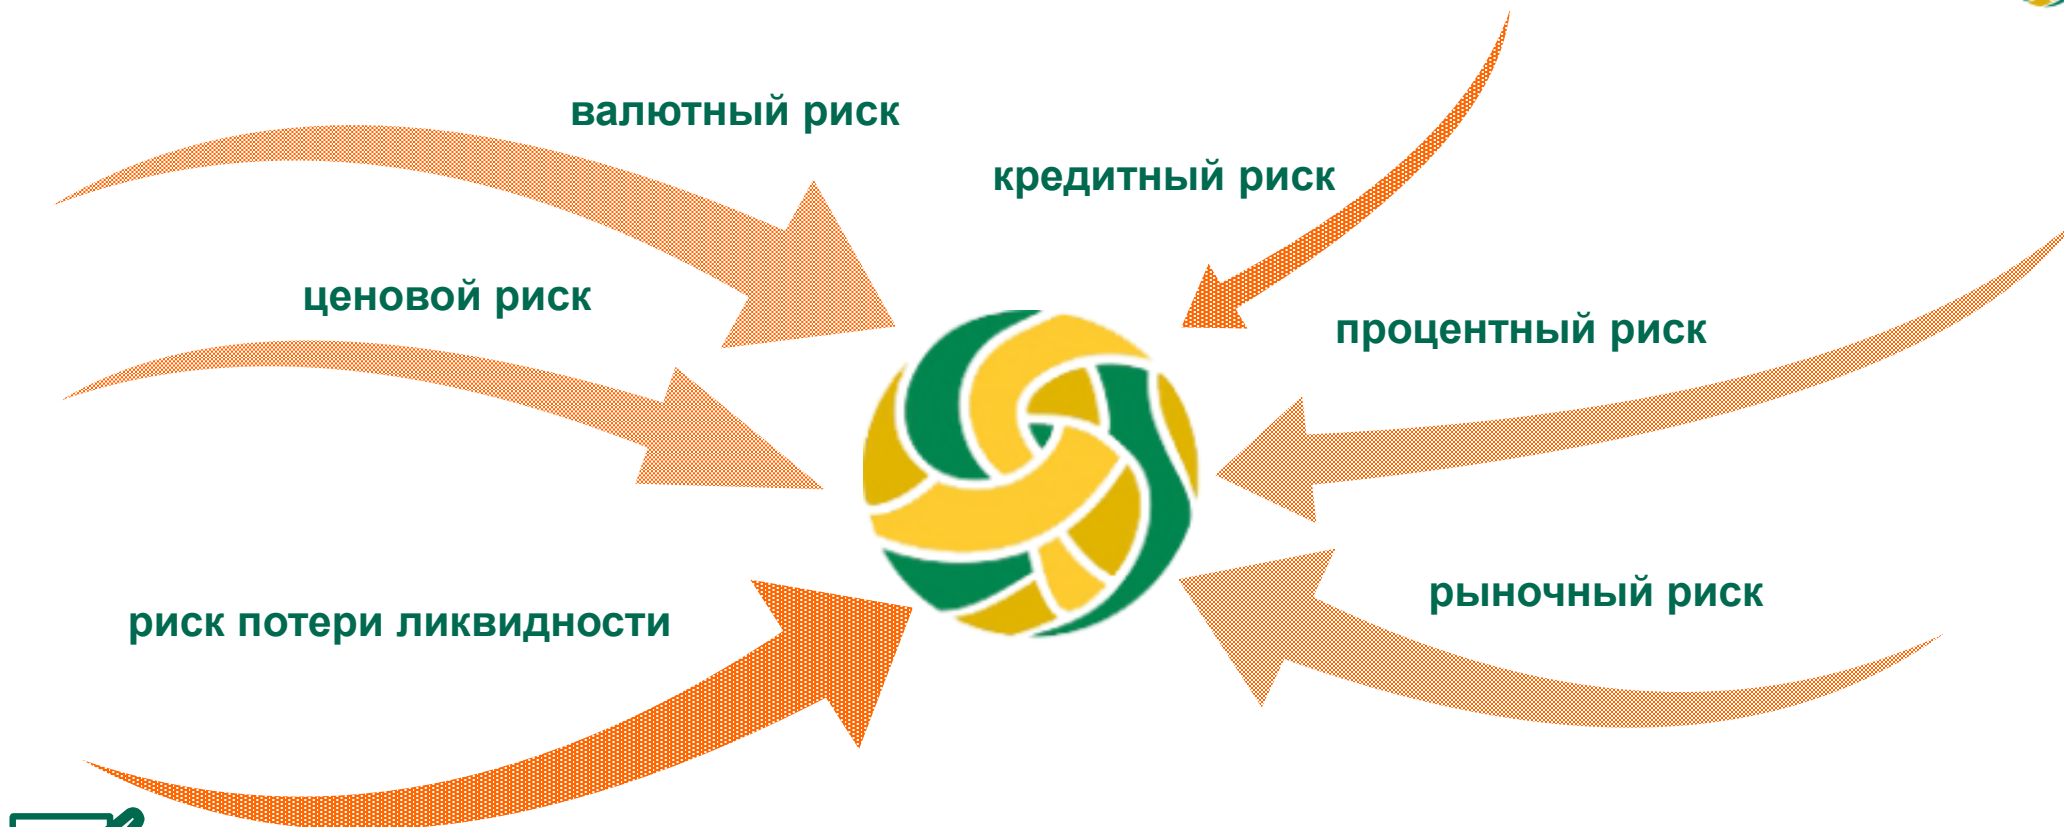 валютный риск
кредитный риск
ценовой риск
процентный риск
риск потери ликвидности
рыночный риск